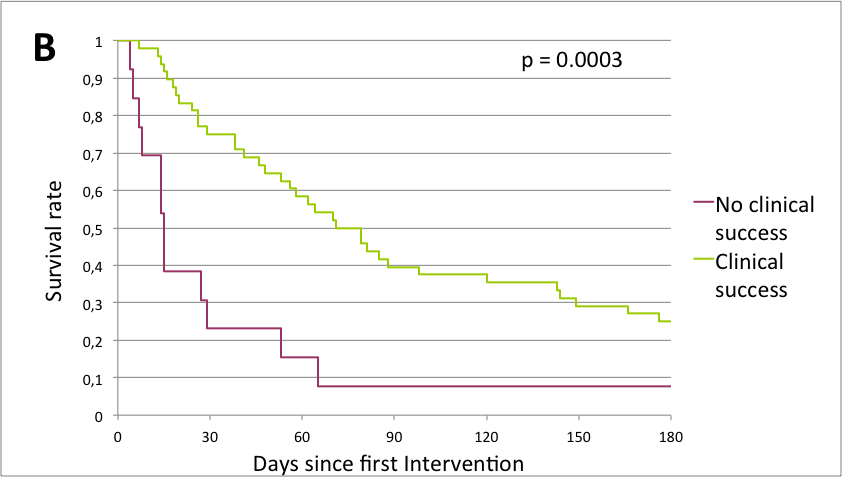 B
p = 0.0003
1
0,9
0,8
0,7
0,6
0,5
0,4
0,3
0,2
0,1
0
Survival rate
0 30 60 90 120 150 180
Days since first Intervention
No clinical
success
Clinical
success